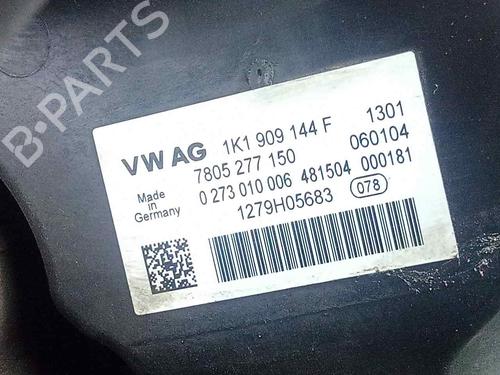 B-PARTS
VW AG 1K1 909 144 F 1301
7805 277 150 060104
Made in Germany
0 273 010 006 481504 000181
1279H05683 078